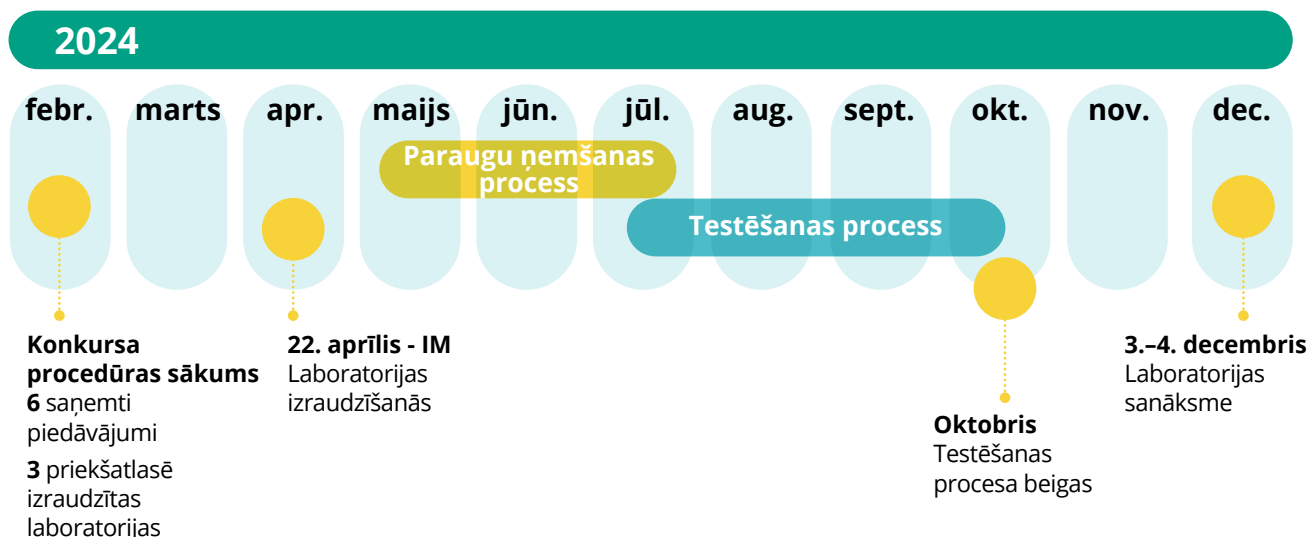 2024
febr. marts apr. maijs jūn. jūl. aug. sept. okt. nov. dec.
Paraugu ņemšanas
process
Testēšanas process
Konkursa
procedūras sākums
6 saņemti
piedāvājumi
3 priekšatlasē
izraudzītas
laboratorijas
22. aprīlis - IM
Laboratorijas
izraudzīšanās
Oktobris
Testēšanas
procesa beigas
3.–4. decembris
Laboratorijas
sanāksme